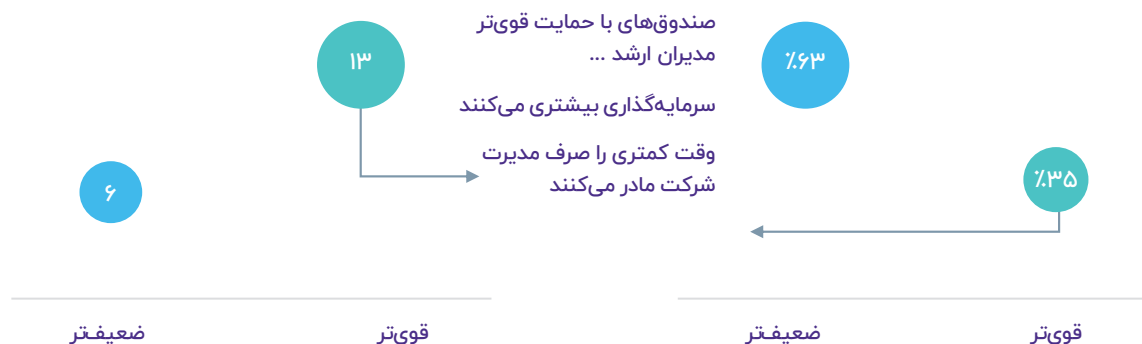 صندوق‌های با حمایت قوی‌تر
مدیران ارشد ...
سرمایه‌گذاری بیشتری می‌کنند
وقت کمتری را صرف مدیرت
شرکت مادر می‌کنند
٪۶۳
٪۳۵
۱۳
۶
قوی‌تر
ضعیف‌تر
قوی‌تر
ضعیف‌تر